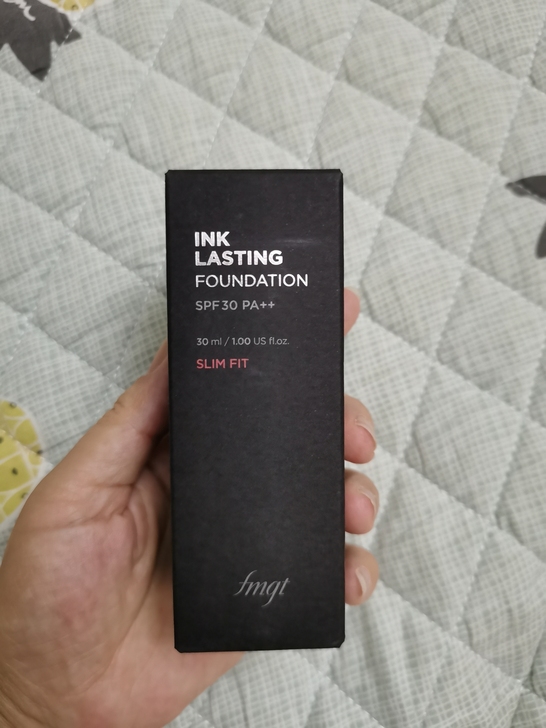 INK
LASTING
FOUNDATION
SPF30 PA++
30 ml / 1.00 US fl.oz.
SLIM FIT
fmgt